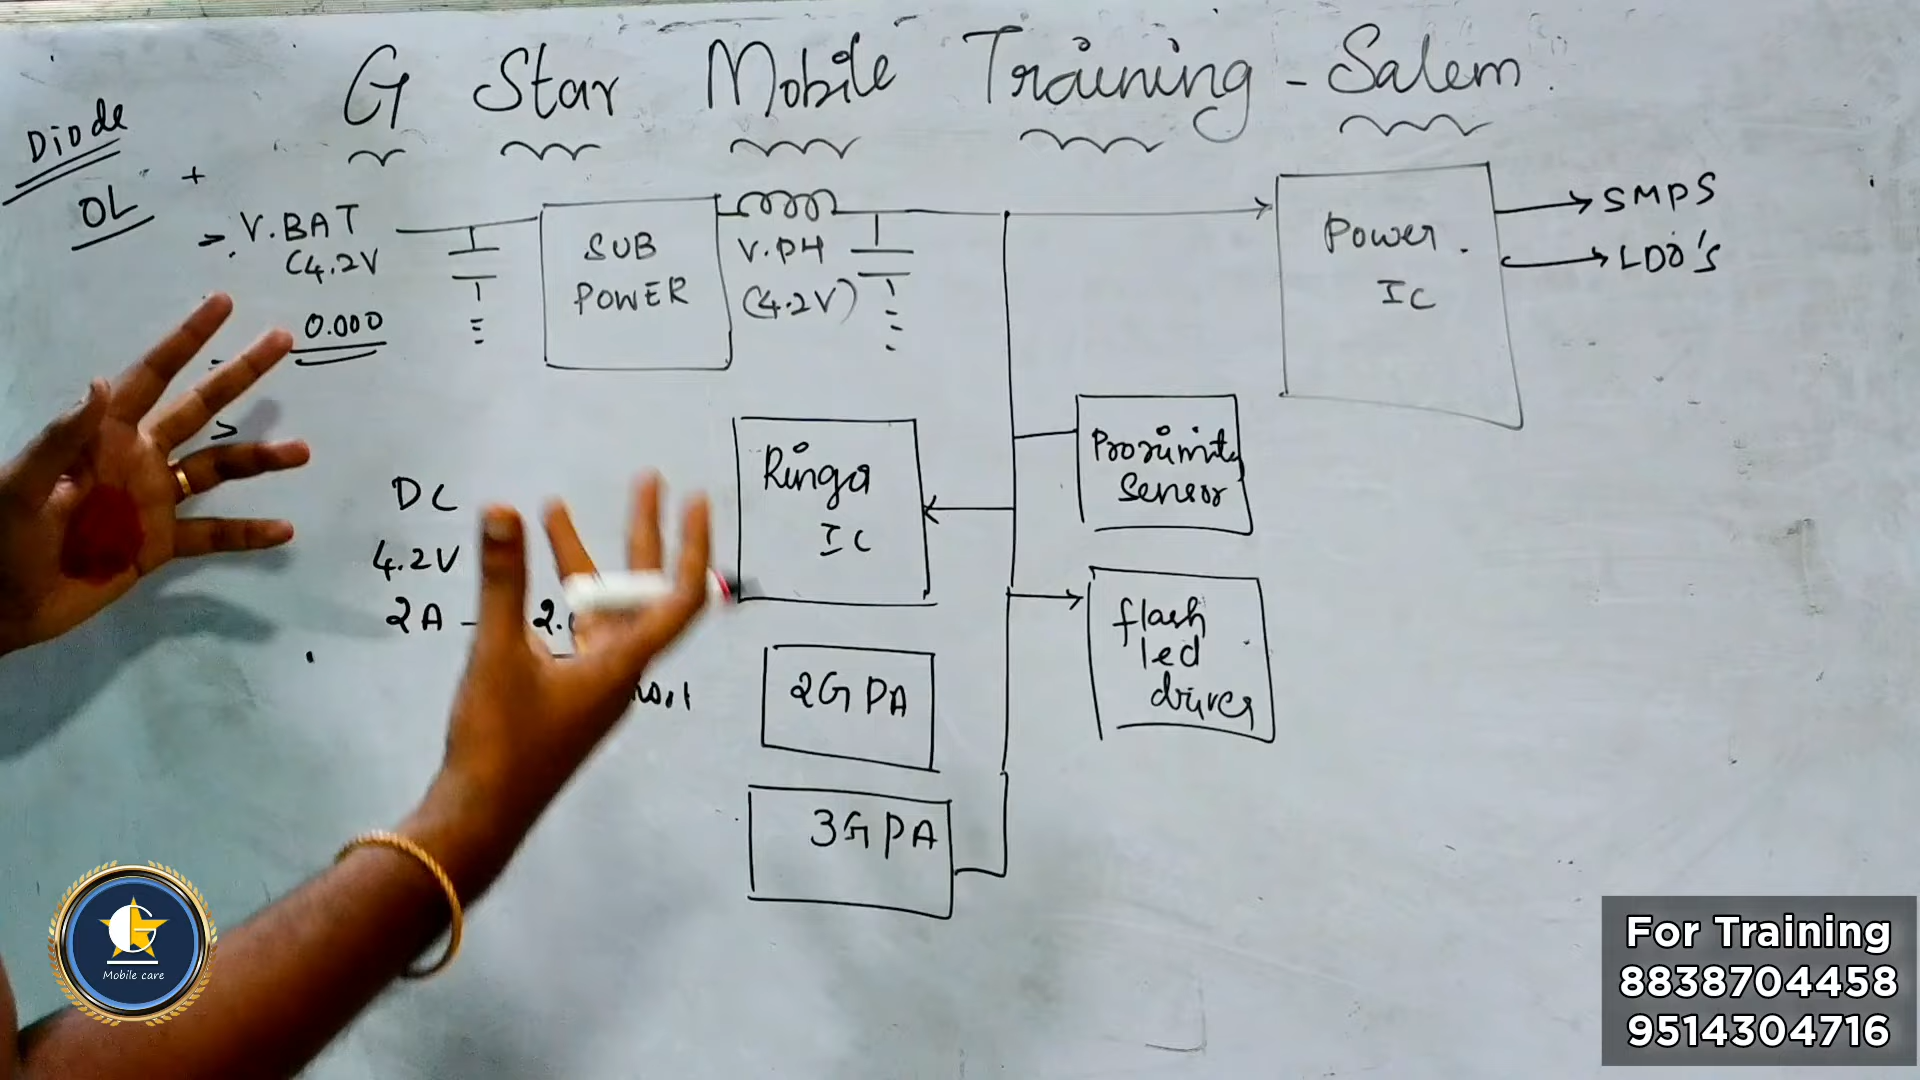 G Star Mobile Training - Salem
Diode
OL
+
> V.BAT
(4.2V
0.000
>
SUB
POWER
V.PH
(4.2V)
Power
IC
SMPS
LDO'S
DC
4.2V
2A -
Ringer
IC
Proximity
Sensor
flash
led
driver
2G PA
3G PA
G
Mobile care
For Training
8838704458
9514304716